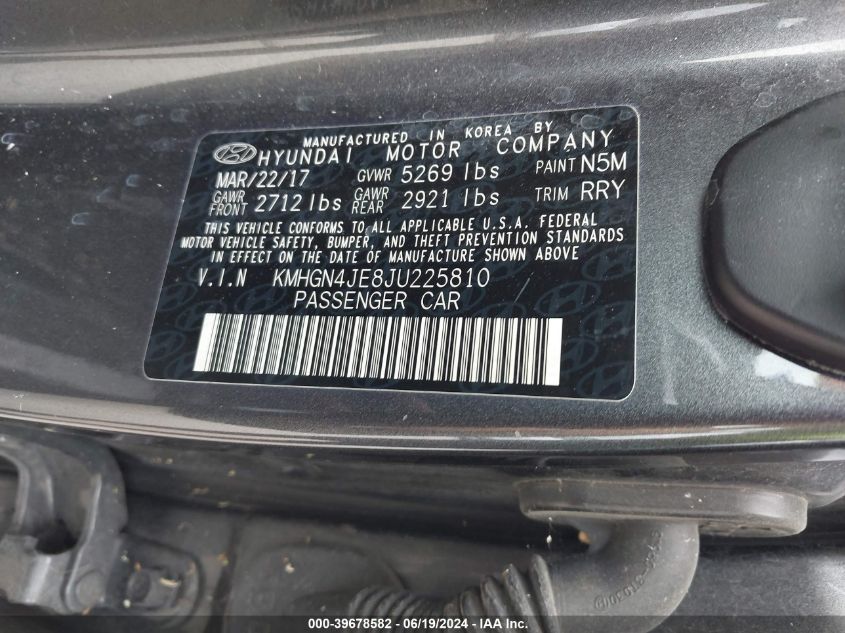 MANUFACTURED IN KOREA BY
HYUNDAI MOTOR COMPANY
MAR/22/17 GVWR 5269 lbs PAINT N5M
GAWR FRONT 2712 lbs GAWR REAR 2921 lbs TRIM RRY
THIS VEHICLE CONFORMS TO ALL APPLICABLE U.S.A. FEDERAL
MOTOR VEHICLE SAFETY, BUMPER, AND THEFT PREVENTION STANDARDS
IN EFFECT ON THE DATE OF MANUFACTURE SHOWN ABOVE
V.I.N KMHGN4JE8JU225810
PASSENGER CAR
000-39678582 - 06/19/2024 - IAA Inc.